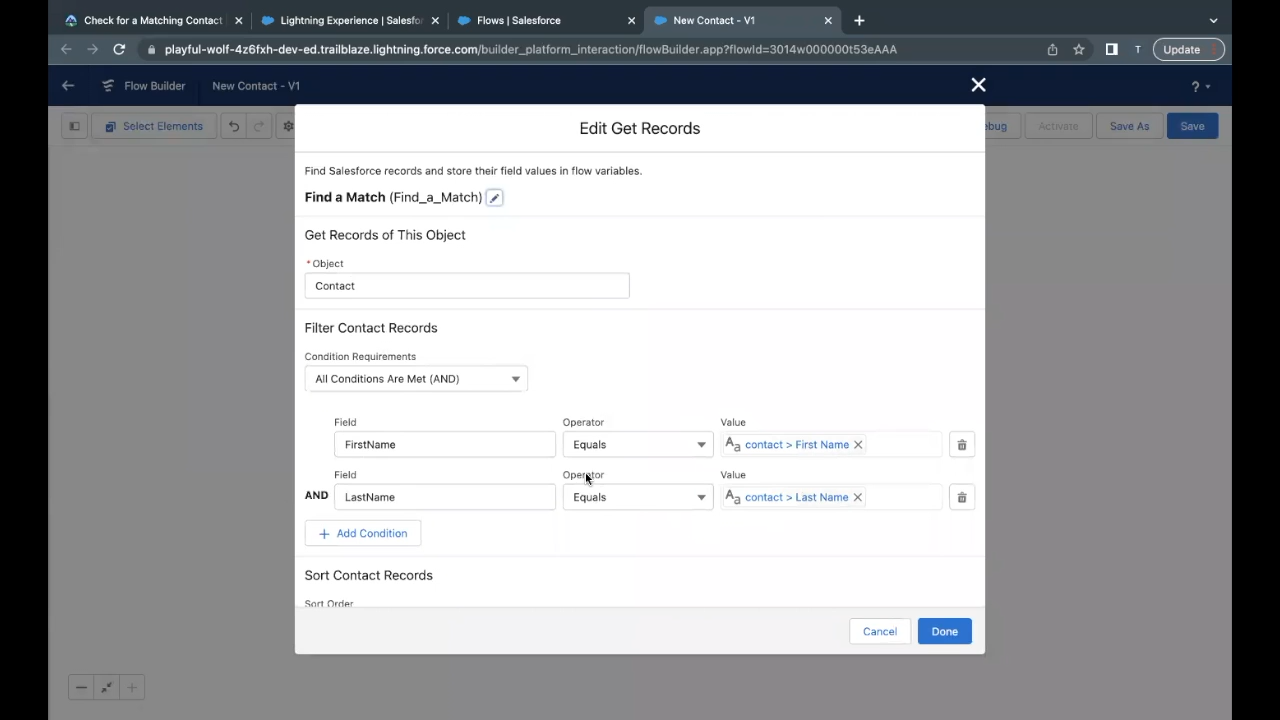 Check for a Matching Contact
Lightning Experience | Salesfor
Flows | Salesforce
New Contact - V1
playful-wolf-4z6fxh-dev-ed.trailblaze.lightning.force.com/builder_platform_interaction/flowBuilder.app?flowId=3014w000000t53eAAA
T
Update
Flow Builder
New Contact - V1
?
Select Elements
ebug
Activate
Save As
Save
Edit Get Records
Find Salesforce records and store their field values in flow variables.
Find a Match (Find_a_Match)
Get Records of This Object
* Object
Contact
Filter Contact Records
Condition Requirements
All Conditions Are Met (AND)
Field Operator Value
FirstName Equals Aa contact > First Name
Field Operator Value
AND LastName Equals Aa contact > Last Name
+ Add Condition
Sort Contact Records
Sort Order
Cancel
Done